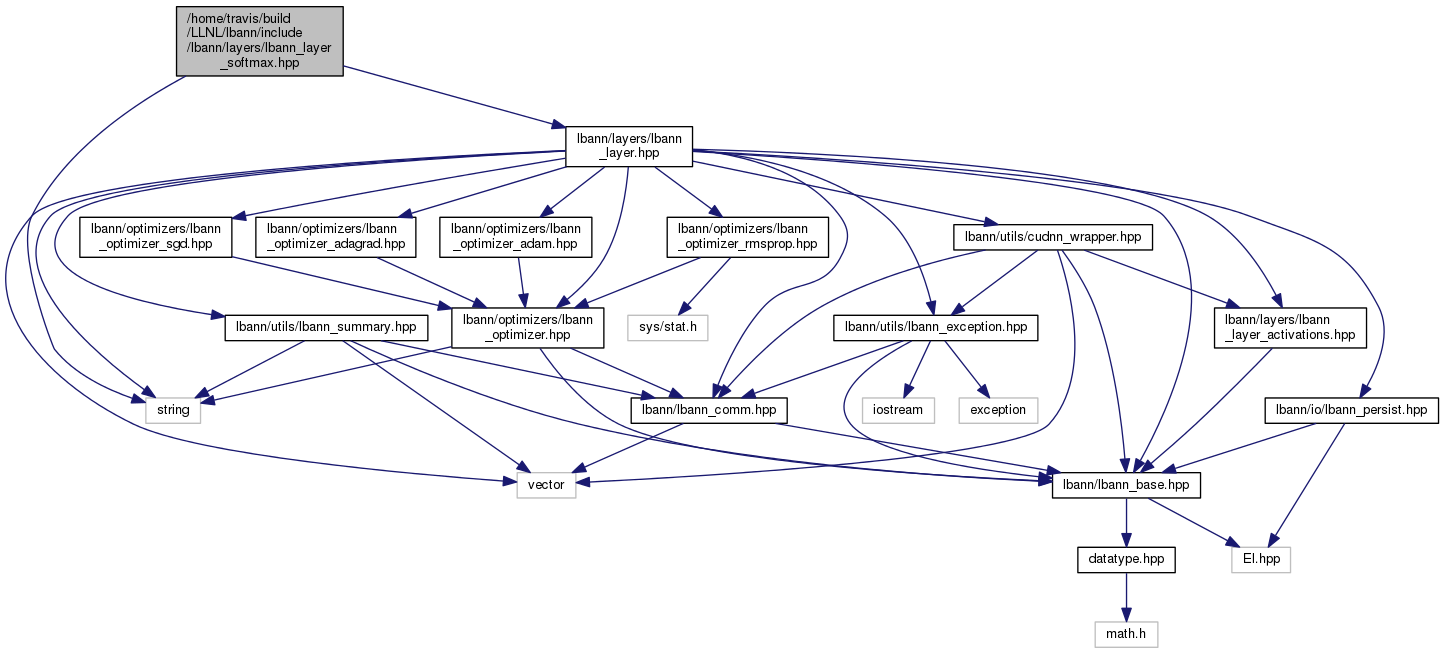 /home/travis/build
/LLNL/lbann/include
/lbann/layers/lbann_layer
_softmax.hpp
lbann/layers/lbann
_layer.hpp
lbann/optimizers/lbann
_optimizer_sgd.hpp
lbann/optimizers/lbann
_optimizer_adagrad.hpp
lbann/optimizers/lbann
_optimizer_adam.hpp
lbann/optimizers/lbann
_optimizer_rmsprop.hpp
lbann/utils/cudnn_wrapper.hpp
lbann/utils/lbann_summary.hpp
lbann/optimizers/lbann
_optimizer.hpp
sys/stat.h
lbann/utils/lbann_exception.hpp
lbann/layers/lbann
_layer_activations.hpp
string
lbann/lbann_comm.hpp
iostream
exception
lbann/io/lbann_persist.hpp
vector
lbann/lbann_base.hpp
datatype.hpp
El.hpp
math.h